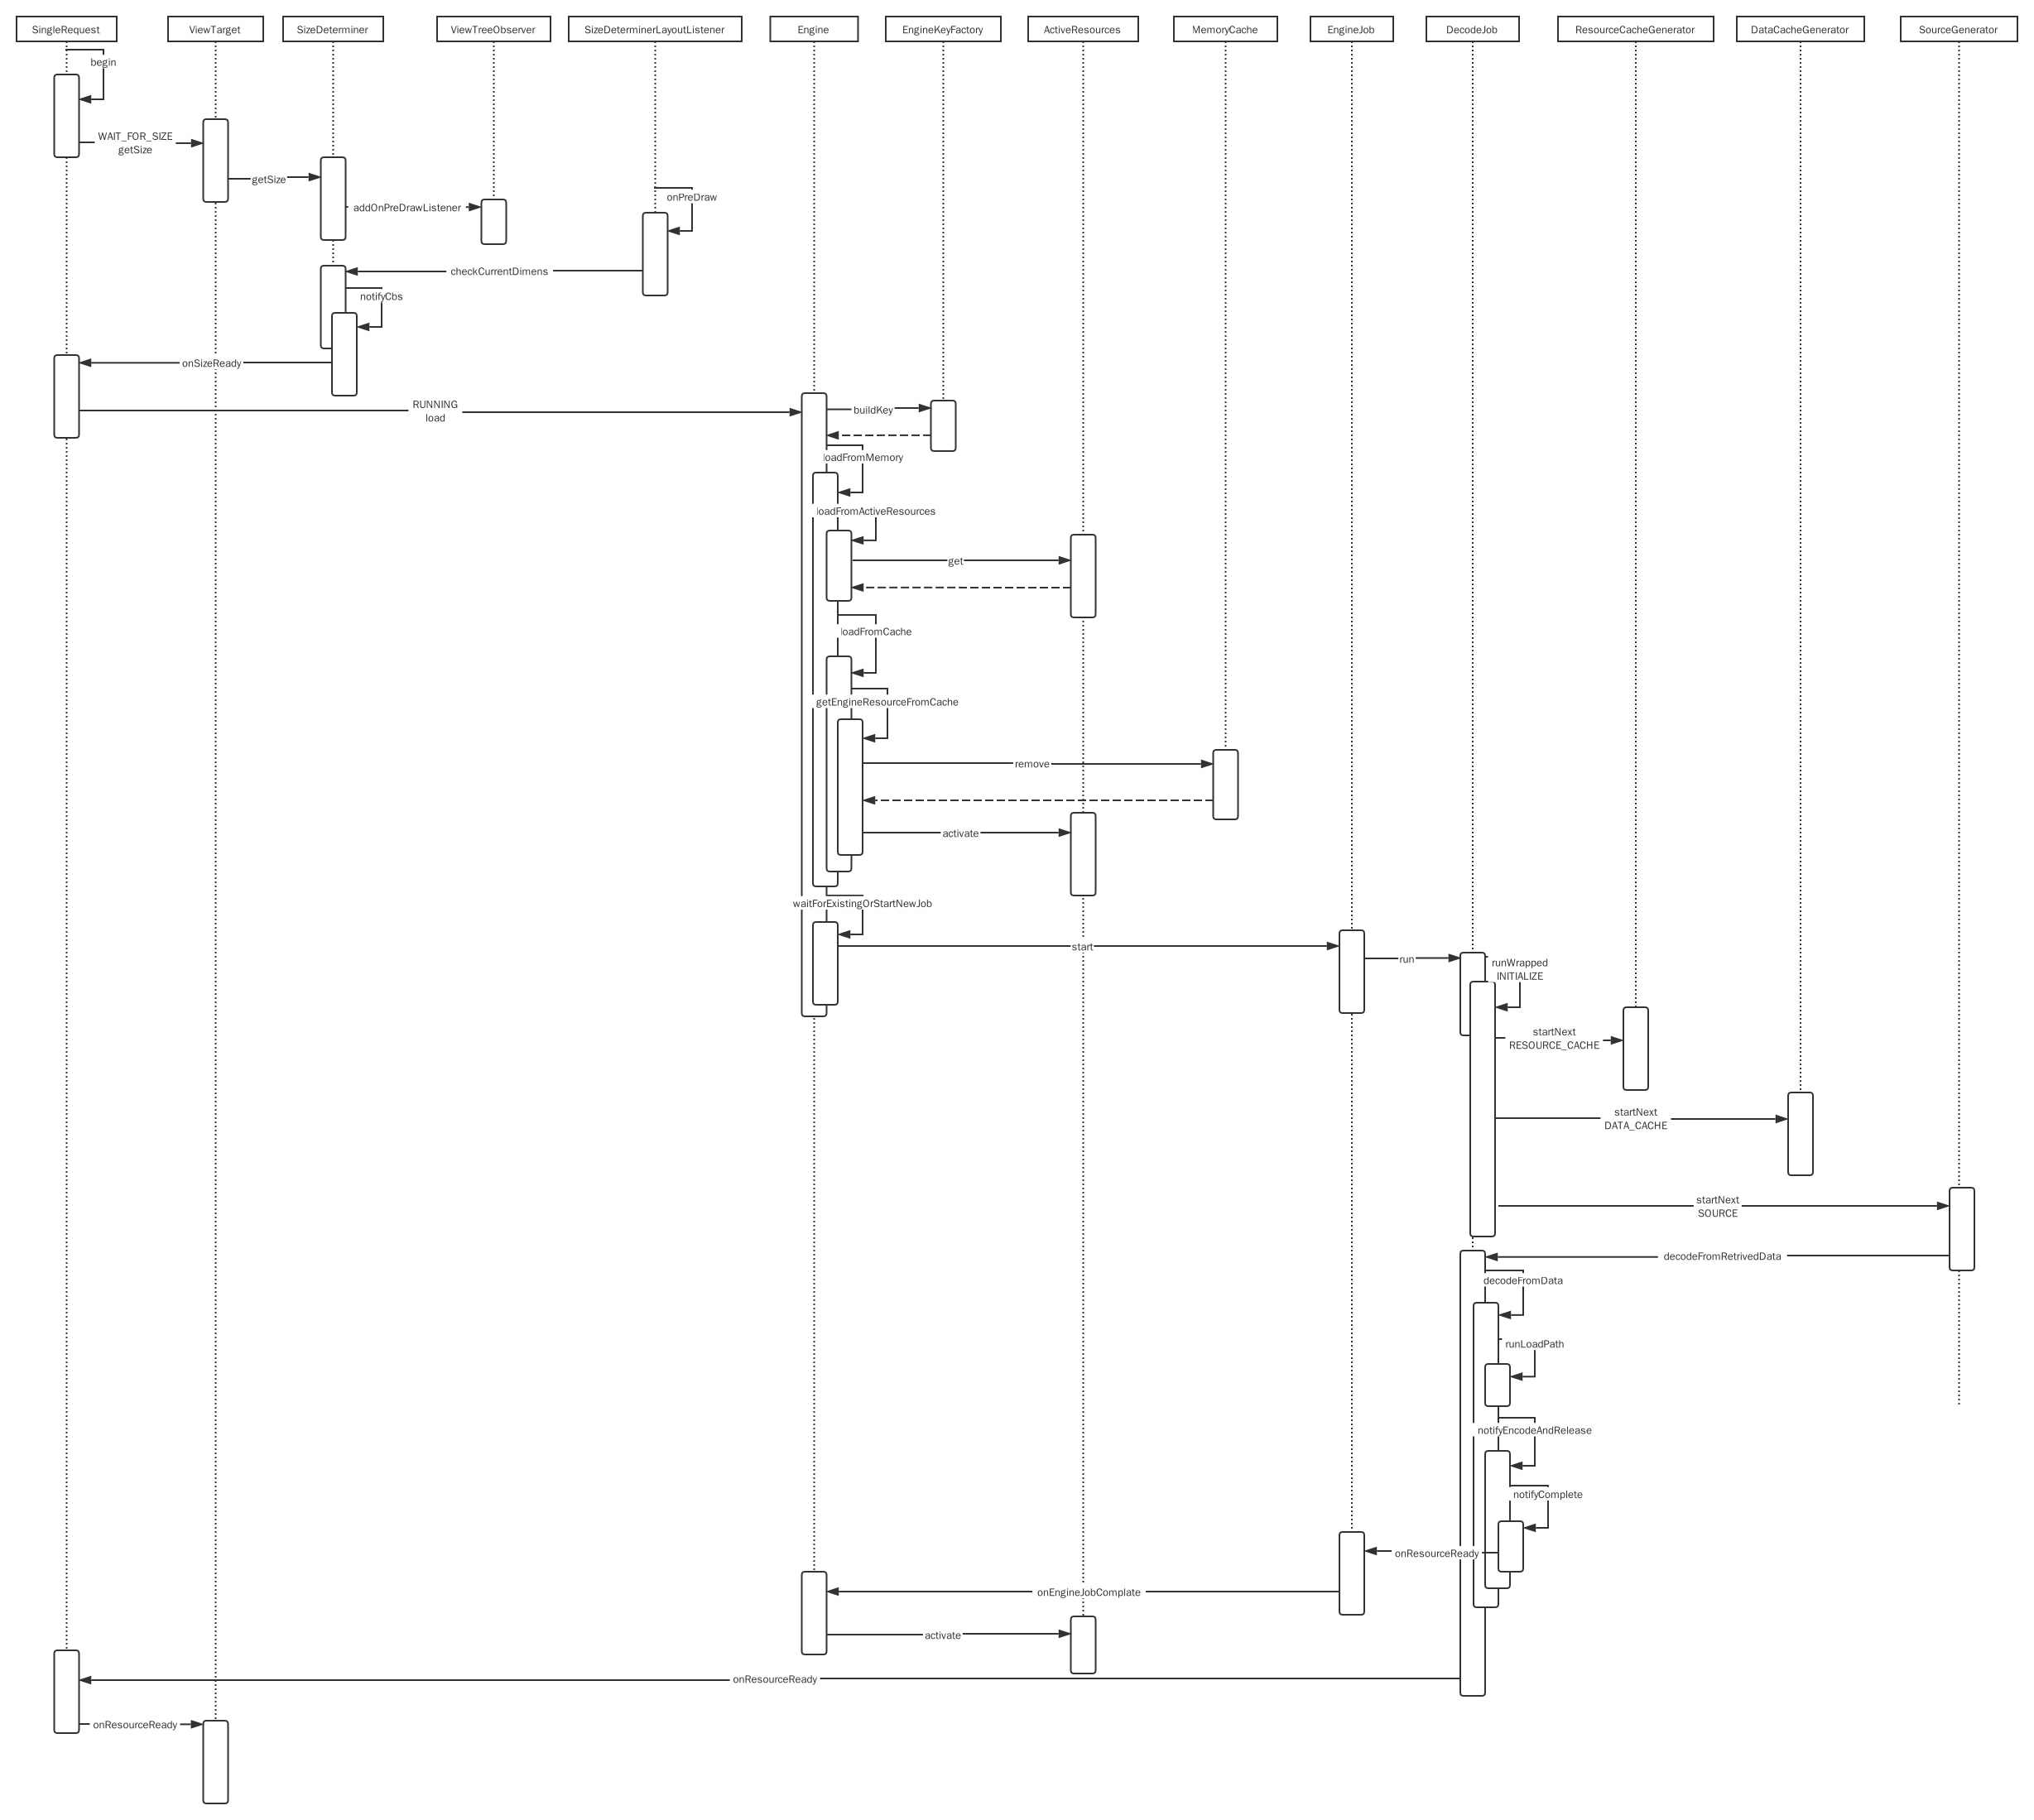 SingleRequest
ViewTarget
SizeDeterminer
ViewTreeObserver
SizeDeterminerLayoutListener
Engine
EngineKeyFactory
ActiveResources
MemoryCache
EngineJob
DecodeJob
ResourceCacheGenerator
DataCacheGenerator
SourceGenerator
begin
WAIT_FOR_SIZE
getSize
getSize
onPreDraw
addOnPreDrawListener
checkCurrentDimens
notifyCbs
onSizeReady
RUNNING
load
buildKey
loadFromMemory
loadFromActiveResources
get
loadFromCache
getEngineResourceFromCache
remove
activate
waitForExistingOrStartNewJob
start
run
runWrapped
INITIALIZE
startNext
RESOURCE_CACHE
startNext
DATA_CACHE
startNext
SOURCE
decodeFromRetrivedData
decodeFromData
runLoadPath
notifyEncodeAndRelease
notifyComplete
onResourceReady
onEngineJobComplate
activate
onResourceReady
onResourceReady